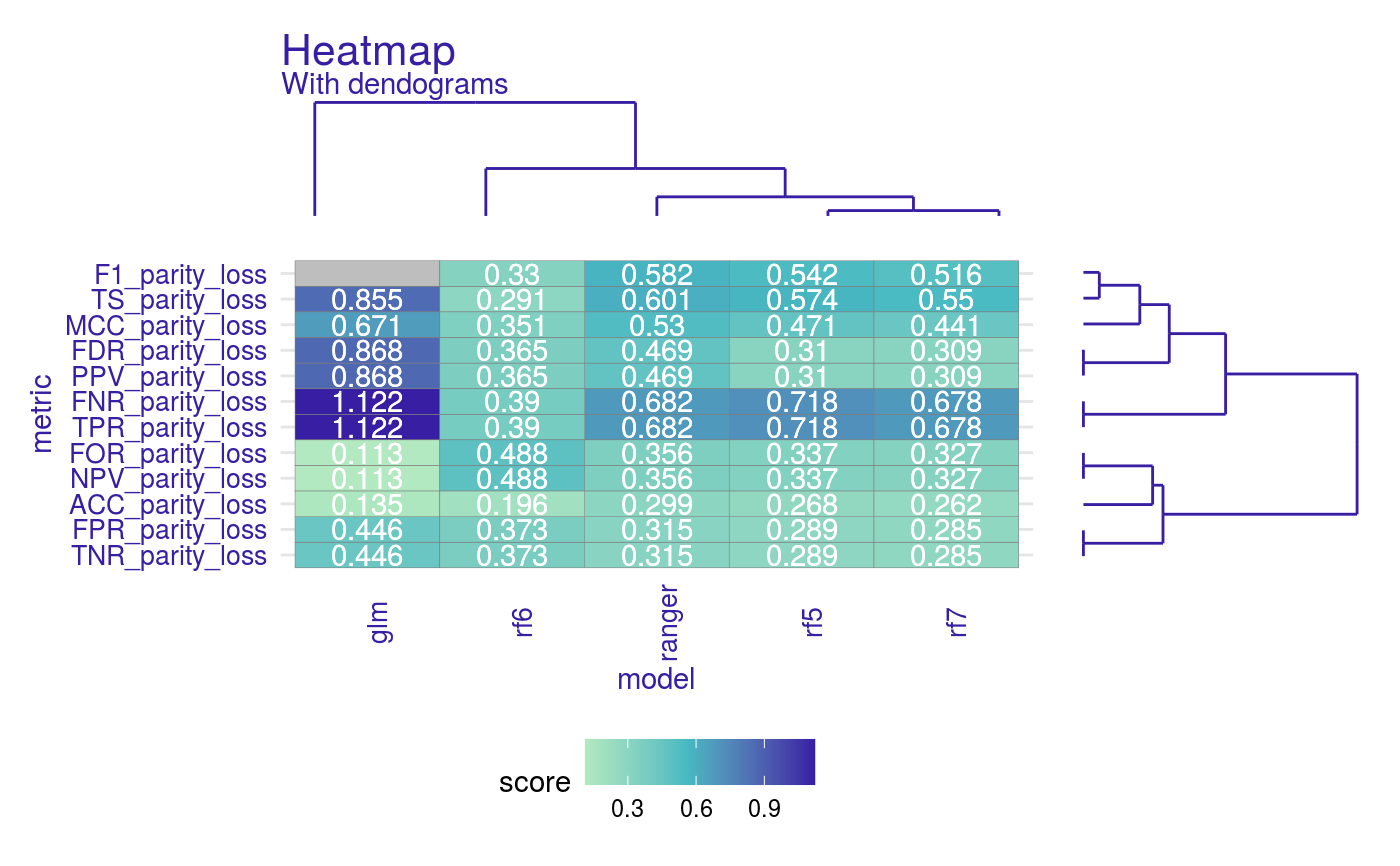 Heatmap
With dendograms
F1_parity_loss 0.33 0.582 0.542 0.516
TS_parity_loss 0.855 0.291 0.601 0.574 0.55
MCC_parity_loss 0.671 0.351 0.53 0.471 0.441
FDR_parity_loss 0.868 0.365 0.469 0.31 0.309
PPV_parity_loss 0.868 0.365 0.469 0.31 0.309
FNR_parity_loss 1.122 0.39 0.682 0.718 0.678
TPR_parity_loss 1.122 0.39 0.682 0.718 0.678
FOR_parity_loss 0.113 0.488 0.356 0.337 0.327
NPV_parity_loss 0.113 0.488 0.356 0.337 0.327
ACC_parity_loss 0.135 0.196 0.299 0.268 0.262
FPR_parity_loss 0.446 0.373 0.315 0.289 0.285
TNR_parity_loss 0.446 0.373 0.315 0.289 0.285
metric
glm rf6 ranger rf5 rf7
model
score
0.3 0.6 0.9